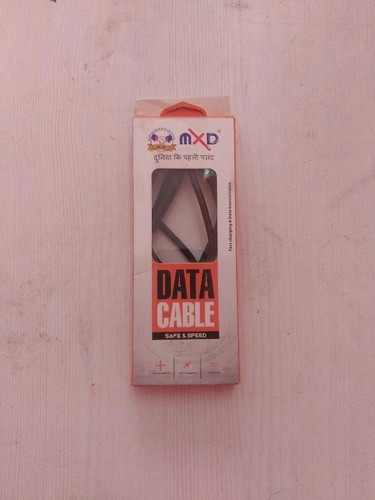 MXD
दुनिया कि पहली पसंद
Fast charging & Data transmission
DATA
CABLE
SAFE & SPEED